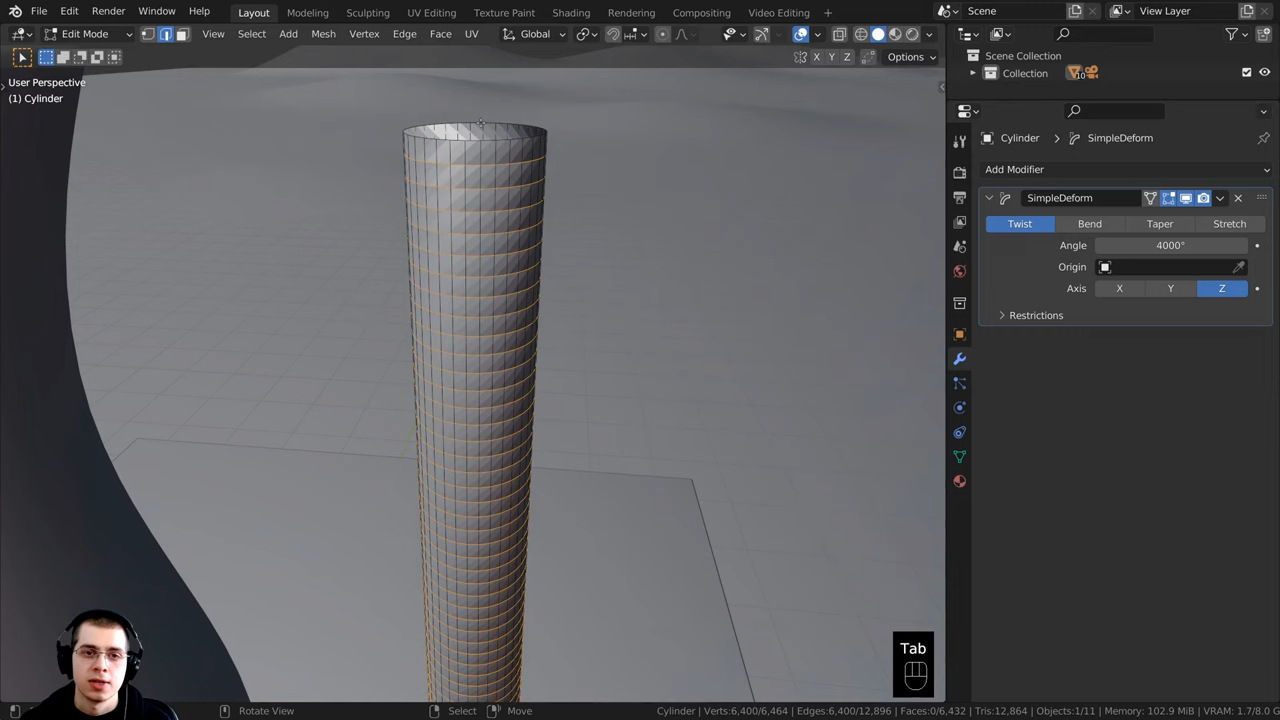 File Edit Render Window Help Layout Modeling Sculpting UV Editing Texture Paint Shading Rendering Compositing Video Editing + Scene View Layer
Edit Mode View Select Add Mesh Vertex Edge Face UV Global
X Y Z Options
User Perspective
(1) Cylinder
Scene Collection
Collection 10
Cylinder > SimpleDeform
Add Modifier
SimpleDeform
Twist Bend Taper Stretch
Angle 4000°
Origin
Axis X Y Z
Restrictions
Tab
Rotate View Select Move Cylinder | Verts:6,400/6,464 | Edges:6,400/12,896 | Faces:0/6,432 | Tris:12,864 | Objects:1/11 | Memory: 102.9 MiB | VRAM: 1.7/8.0 G